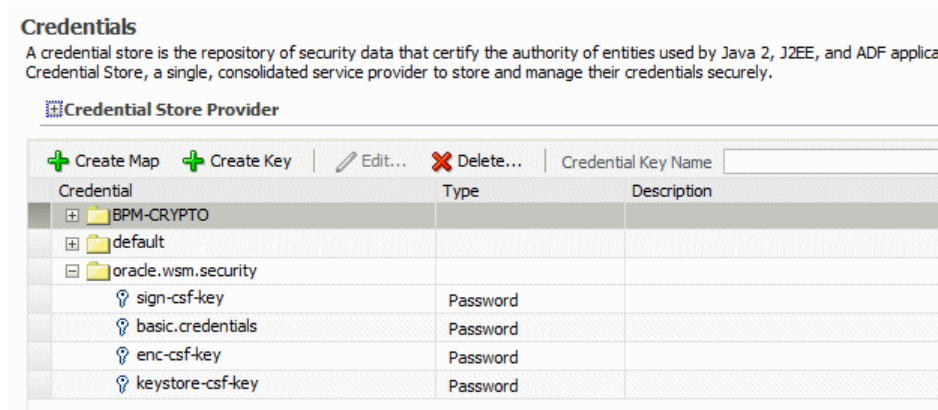 Credentials
A credential store is the repository of security data that certify the authority of entities used by Java 2, J2EE, and ADF applica
Credential Store, a single, consolidated service provider to store and manage their credentials securely.
Credential Store Provider
Create Map Create Key Edit... Delete... Credential Key Name
Credential Type Description
BPM-CRYPTO
default
oracle.wsm.security
sign-csf-key Password
basic.credentials Password
enc-csf-key Password
keystore-csf-key Password